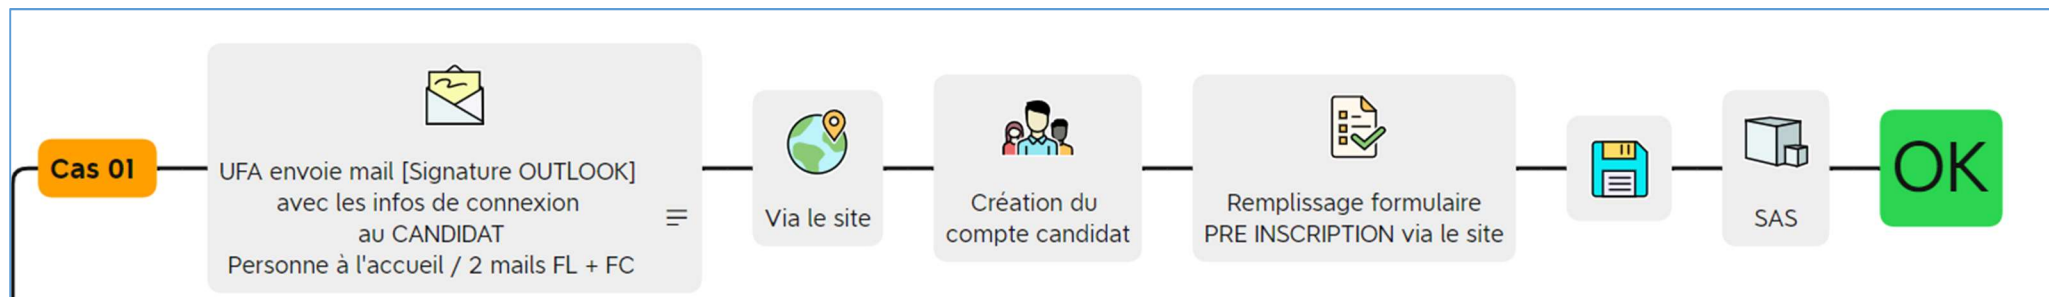 Cas 01
UFA envoie mail [Signature OUTLOOK]
avec les infos de connexion
au CANDIDAT
Personne à l'accueil / 2 mails FL + FC
Via le site
Création du
compte candidat
Remplissage formulaire
PRE INSCRIPTION via le site
SAS
OK